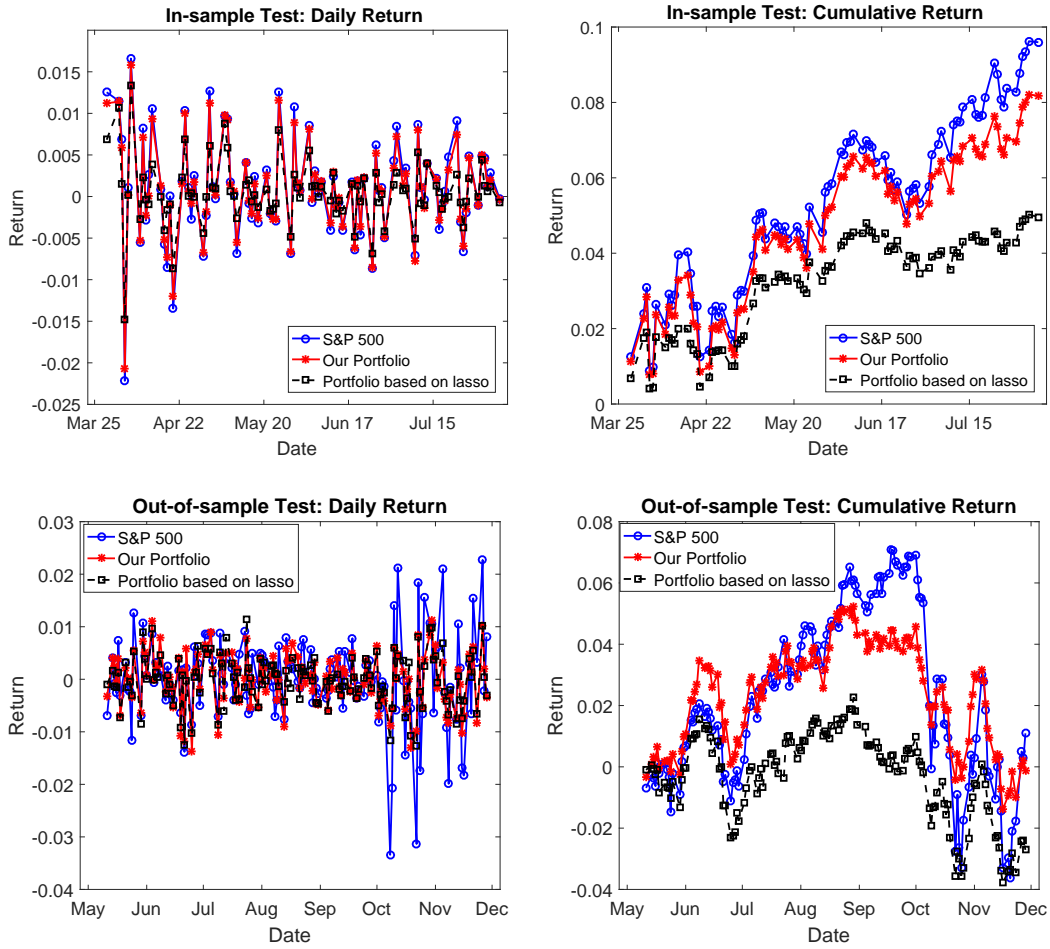 In-sample Test: Daily Return
0.015
0.01
0.005
0
-0.005
-0.01
-0.015
-0.02
-0.025
Return
S&P 500
Our Portfolio
Portfolio based on lasso
Mar 25 Apr 22 May 20 Jun 17 Jul 15
Date
In-sample Test: Cumulative Return
0.1
0.08
0.06
0.04
0.02
0
Return
S&P 500
Our Portfolio
Portfolio based on lasso
Mar 25 Apr 22 May 20 Jun 17 Jul 15
Date
Out-of-sample Test: Daily Return
0.03
0.02
0.01
0
-0.01
-0.02
-0.03
-0.04
Return
S&P 500
Our Portfolio
Portfolio based on lasso
May Jun Jul Aug Sep Oct Nov Dec
Date
Out-of-sample Test: Cumulative Return
0.08
0.06
0.04
0.02
0
-0.02
-0.04
Return
S&P 500
Our Portfolio
Portfolio based on lasso
May Jun Jul Aug Sep Oct Nov Dec
Date